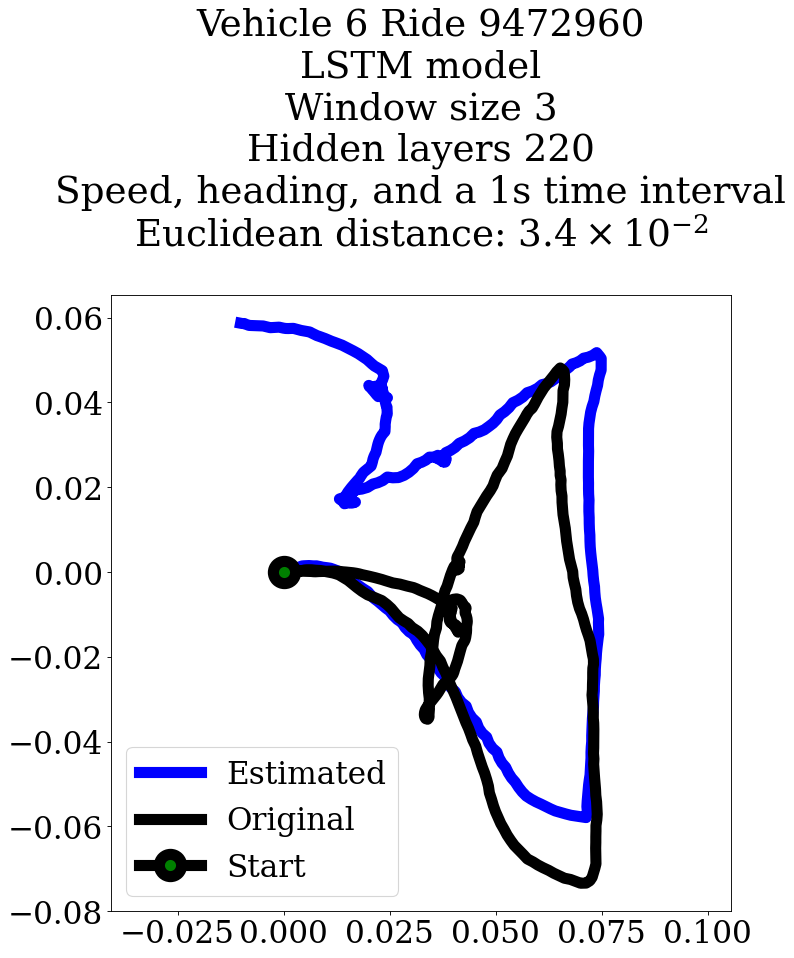 Vehicle 6 Ride 9472960
LSTM model
Window size 3
Hidden layers 220
Speed, heading, and a 1s time interval
Euclidean distance: 3.4 × 10⁻²
0.06
0.04
0.02
0.00
−0.02
−0.04
−0.06
−0.08
Estimated
Original
Start
−0.025 0.000 0.025 0.050 0.075 0.100